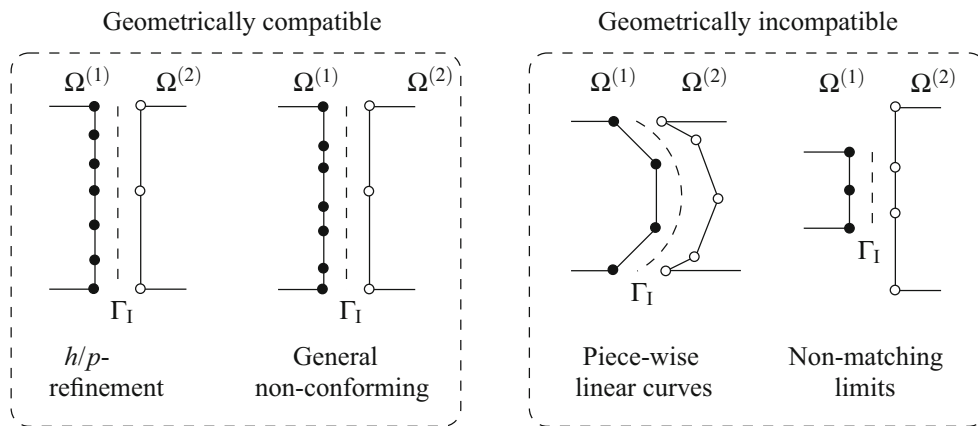 Geometrically compatible
Geometrically incompatible
Ω(1) Ω(2) Ω(1) Ω(2)
Ω(1) Ω(2) Ω(1) Ω(2)
ΓI ΓI
ΓI ΓI
h/p-
refinement
General
non-conforming
Piece-wise
linear curves
Non-matching
limits